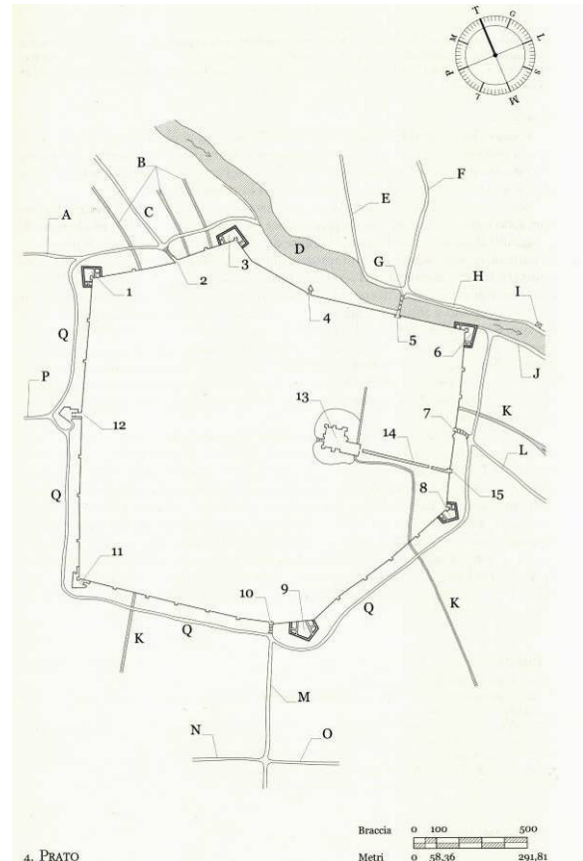 T
G
L
S
M
L
P
M
B
F
E
C
A
D
G
H
3
2
I
1
4
5
6
J
Q
13
P
7
K
12
14
L
Q
8
15
11
10
9
Q
K
Q
K
M
N
O
Braccia 0 100 500
Metri 0 58,36 291,81
4. PRATO